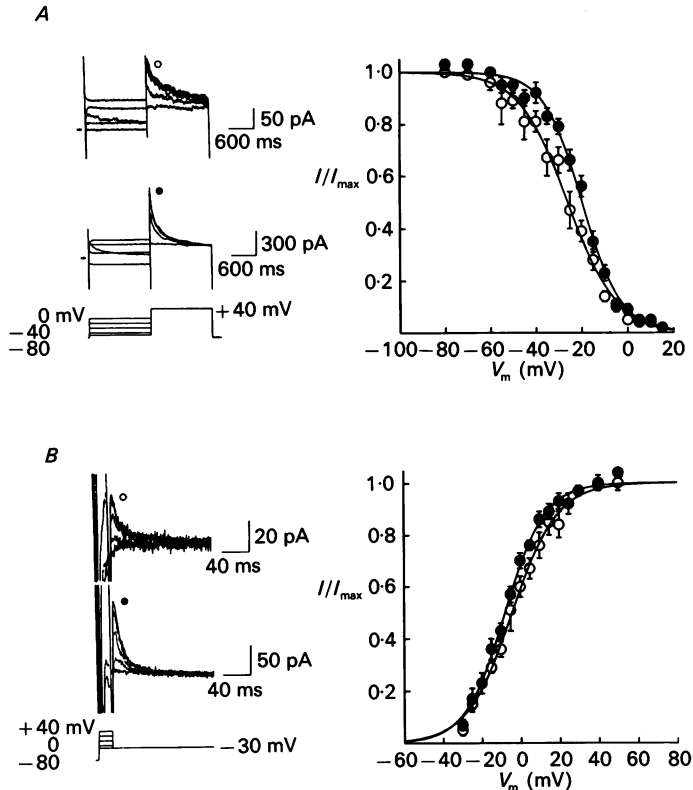 A
50 pA
600 ms
300 pA
600 ms
0 mV
−40
−80
+40 mV
I/Imax
1·0
0·8
0·6
0·4
0·2
−100 −80 −60 −40 −20 0 20
Vm (mV)
B
20 pA
40 ms
50 pA
40 ms
+40 mV
0
−80
−30 mV
I/Imax
1·0
0·8
0·6
0·4
0·2
−60 −40 −20 0 20 40 60 80
Vm (mV)